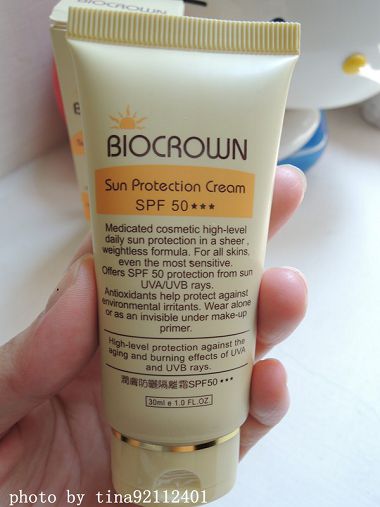 BIOCROWN
BIOCROWN
Sun Protection Cream
SPF 50★★★
Medicated cosmetic high-level
daily sun protection in a sheer ,
weightless formula. For all skins,
even the most sensitive.
Offers SPF 50 protection from sun
UVA/UVB rays.
Antioxidants help protect against
environmental irritants. Wear alone
or as an invisible under make-up
primer.
High-level protection against the
aging and burning effects of UVA
and UVB rays.
潤膚防曬隔離霜SPF50★★★
30ml e 1.0 FL.OZ.
photo by tina92112401